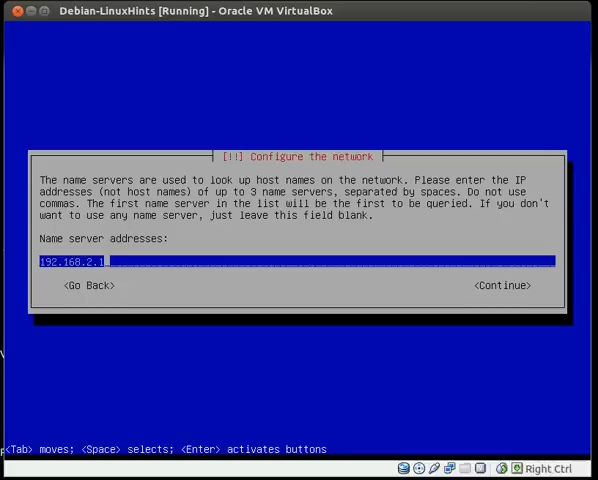 Debian-LinuxHints [Running] - Oracle VM VirtualBox
[!!] Configure the network
The name servers are used to look up host names on the network. Please enter the IP
addresses (not host names) of up to 3 name servers, separated by spaces. Do not use
commas. The first name server in the list will be the first to be queried. If you don't
want to use any name server, just leave this field blank.
Name server addresses:
192.168.2.1
<Go Back> <Continue>
<Tab> moves; <Space> selects; <Enter> activates buttons
Right Ctrl